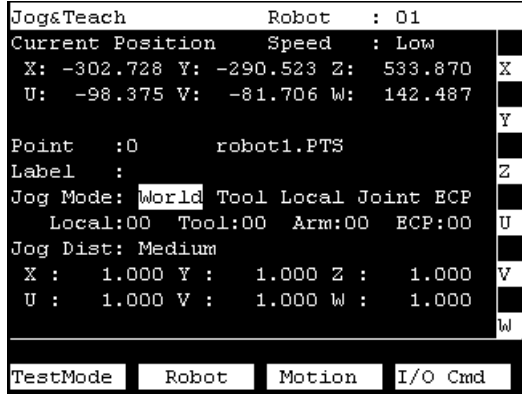 Jog&Teach Robot : 01
Current Position Speed : Low
X: -302.728 Y: -290.523 Z: 533.870 X
U: -98.375 V: -81.706 W: 142.487
Y
Point :0 robot1.PTS
Label : Z
Jog Mode: World Tool Local Joint ECP
Local:00 Tool:00 Arm:00 ECP:00 U
Jog Dist: Medium
X : 1.000 Y : 1.000 Z : 1.000 V
U : 1.000 V : 1.000 W : 1.000
W
TestMode Robot Motion I/O Cmd